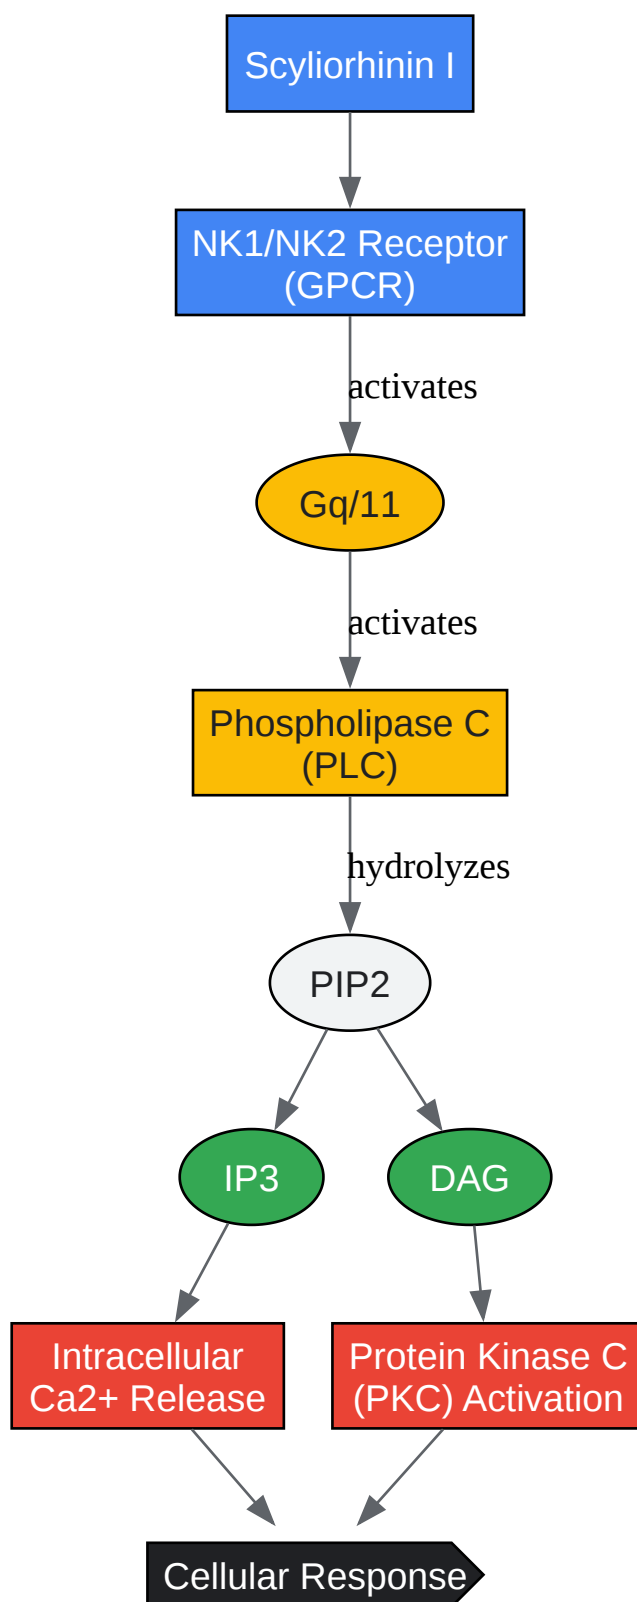 Scyliorhinin I
NK1/NK2 Receptor
(GPCR)
activates
Gq/11
activates
Phospholipase C
(PLC)
hydrolyzes
PIP2
IP3
DAG
Intracellular
Ca2+ Release
Protein Kinase C
(PKC) Activation
Cellular Response